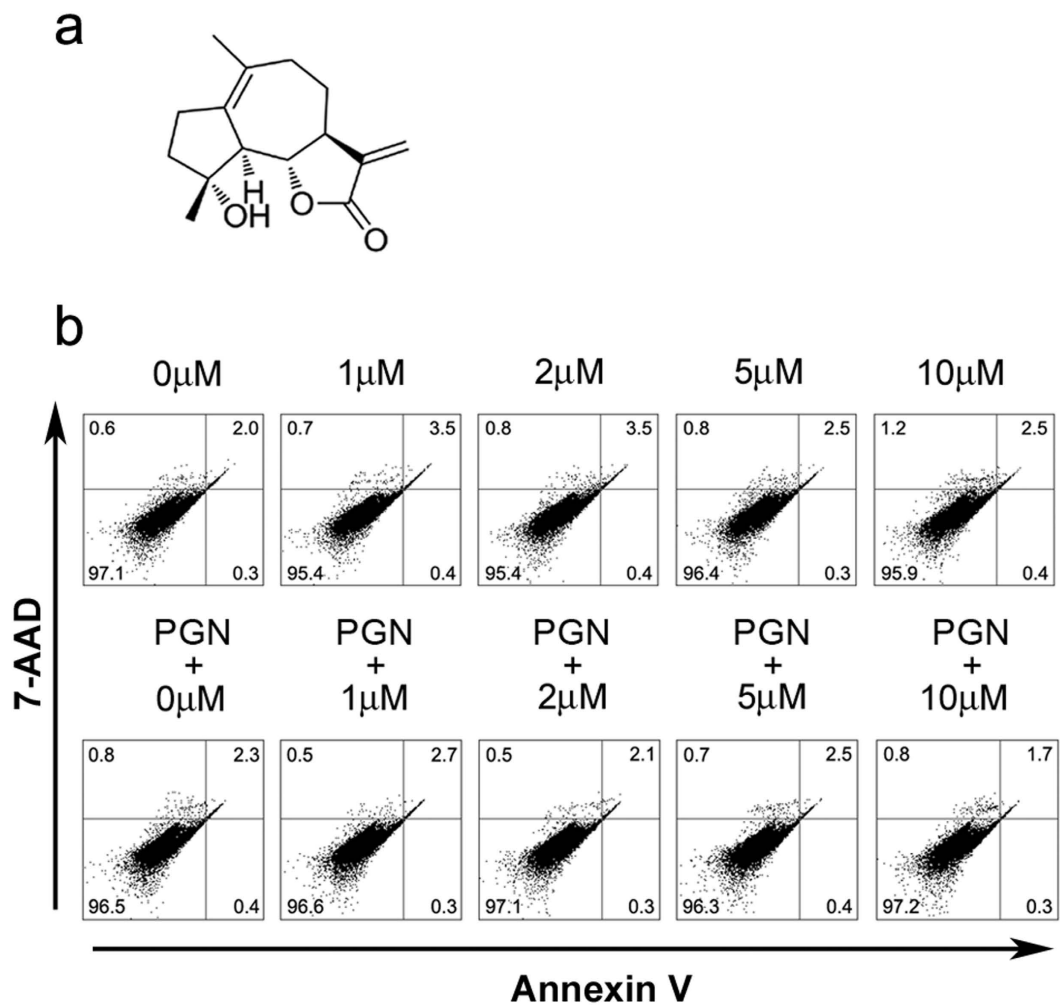 a
H
OH
O
O
b
0μM 1μM 2μM 5μM 10μM
0.6 2.0 0.7 3.5 0.8 3.5 0.8 2.5 1.2 2.5
97.1 0.3 95.4 0.4 95.4 0.4 96.4 0.3 95.9 0.4
7-AAD
PGN PGN PGN PGN PGN
+ + + + +
0μM 1μM 2μM 5μM 10μM
0.8 2.3 0.5 2.7 0.5 2.1 0.7 2.5 0.8 1.7
96.5 0.4 96.6 0.3 97.1 0.3 96.3 0.4 97.2 0.3
Annexin V